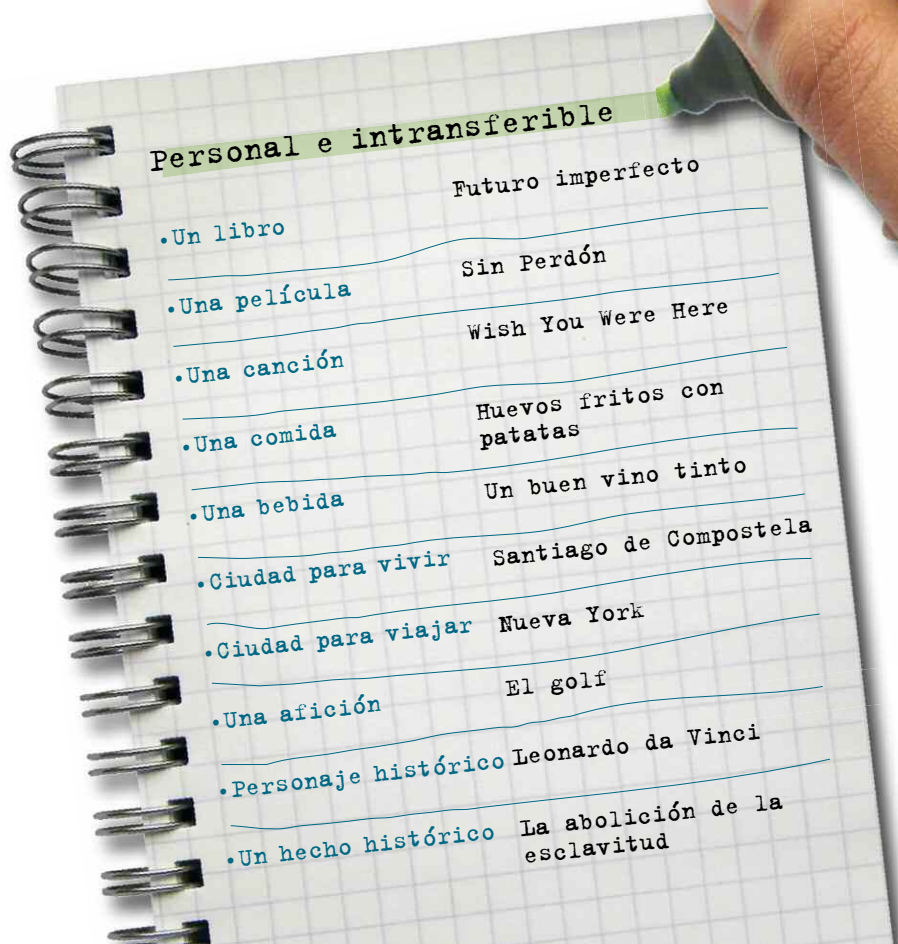 Personal e intransferible
•Un libro
Futuro imperfecto
•Una película
Sin Perdón
•Una canción
Wish You Were Here
•Una comida
Huevos fritos con
patatas
•Una bebida
Un buen vino tinto
•Ciudad para vivir
Santiago de Compostela
•Ciudad para viajar
Nueva York
•Una afición
El golf
•Personaje histórico
Leonardo da Vinci
•Un hecho histórico
La abolición de la
esclavitud